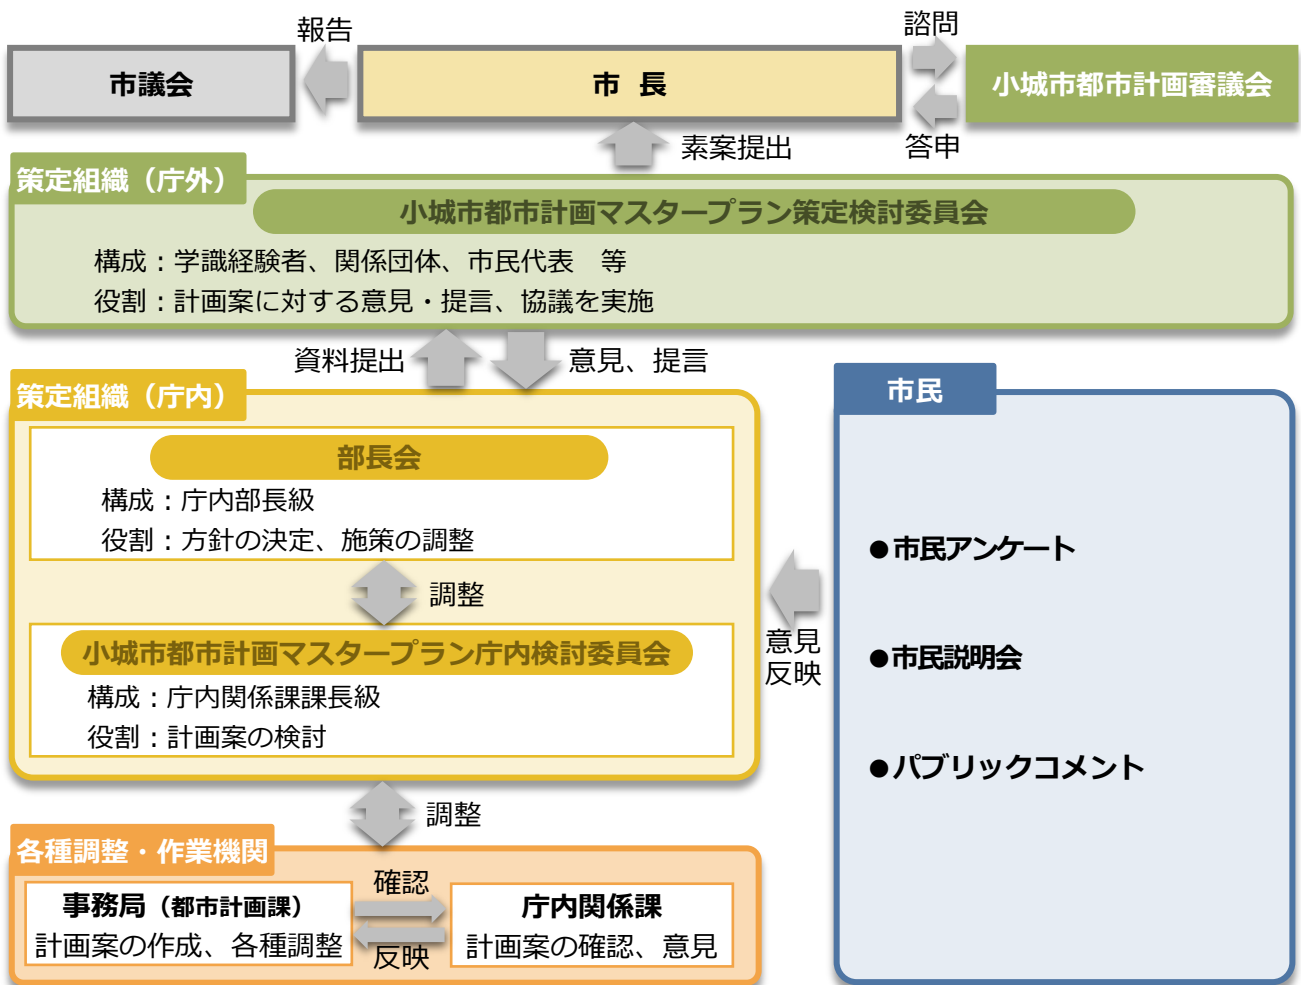 報告
諮問
市議会
市 長
小城市都市計画審議会
素案提出
答申
策定組織（庁外）
小城市都市計画マスタープラン策定検討委員会
構成：学識経験者、関係団体、市民代表　等
役割：計画案に対する意見・提言、協議を実施
資料提出
意見、提言
策定組織（庁内）
部長会
構成：庁内部長級
役割：方針の決定、施策の調整
調整
小城市都市計画マスタープラン庁内検討委員会
構成：庁内関係課課長級
役割：計画案の検討
意見
反映
市民
●市民アンケート
●市民説明会
●パブリックコメント
調整
各種調整・作業機関
事務局（都市計画課）
計画案の作成、各種調整
確認
反映
庁内関係課
計画案の確認、意見